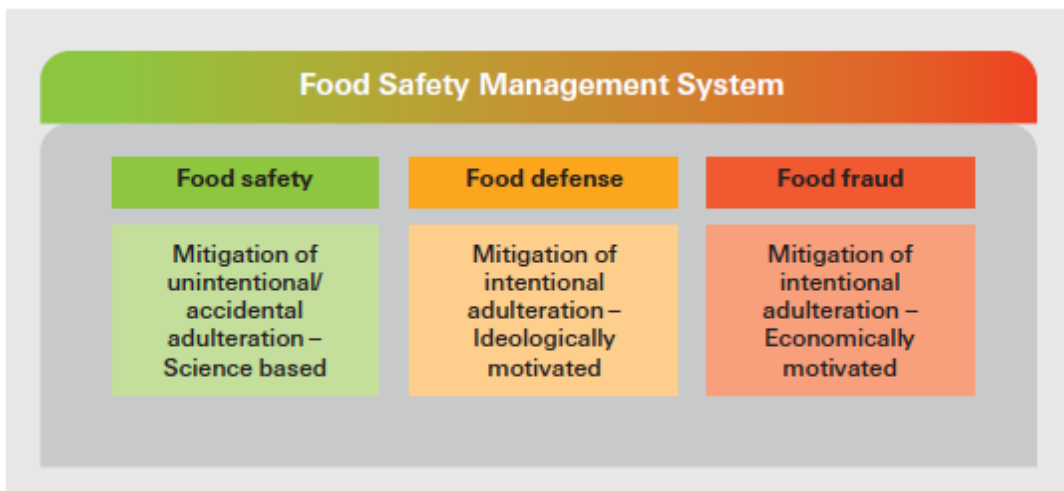 Food Safety Management System
Food safety
Food defense
Food fraud
Mitigation of
unintentional/
accidental
adulteration –
Science based
Mitigation of
intentional
adulteration –
Ideologically
motivated
Mitigation of
intentional
adulteration –
Economically
motivated